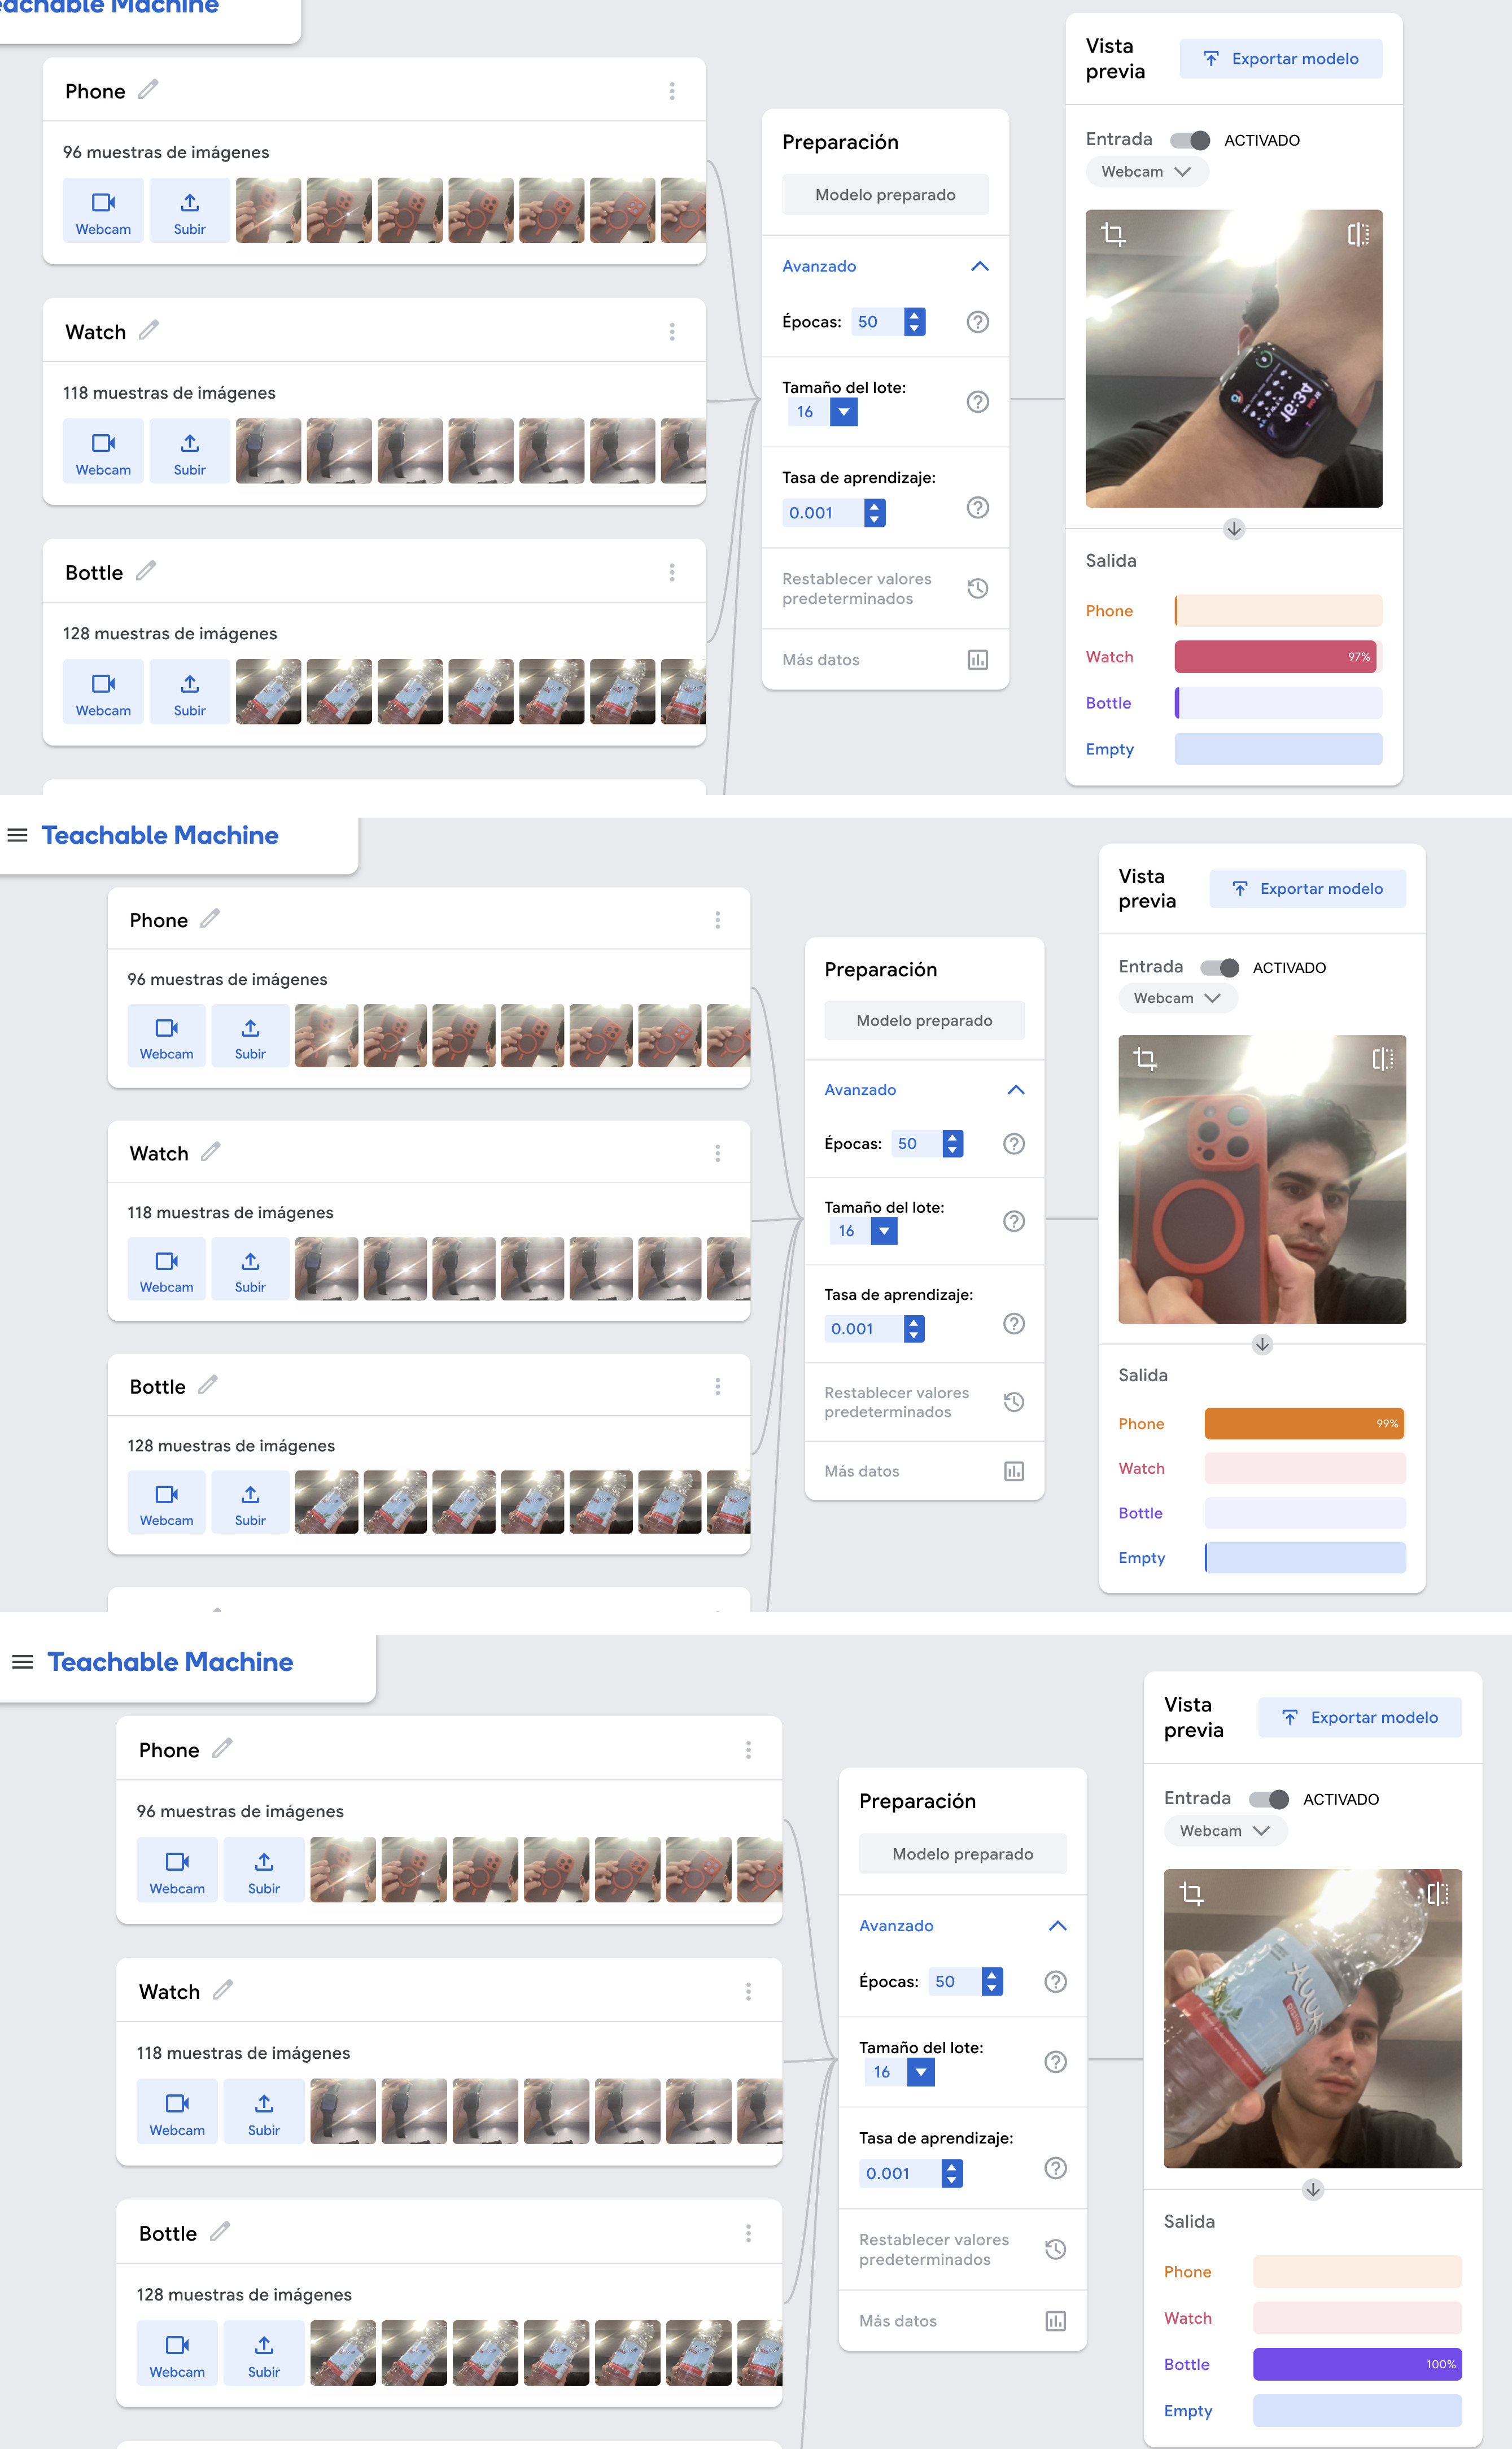 Teachable Machine
Phone
96 muestras de imágenes
Webcam
Subir
Watch
118 muestras de imágenes
Webcam
Subir
Bottle
128 muestras de imágenes
Webcam
Subir
Preparación
Modelo preparado
Avanzado
Épocas: 50
Tamaño del lote:
16
Tasa de aprendizaje:
0.001
Restablecer valores
predeterminados
Más datos
Vista
previa
Exportar modelo
Entrada ACTIVADO
Webcam
Salida
Phone
Watch 97%
Bottle
Empty
Teachable Machine
Phone
96 muestras de imágenes
Webcam
Subir
Watch
118 muestras de imágenes
Webcam
Subir
Bottle
128 muestras de imágenes
Webcam
Subir
Preparación
Modelo preparado
Avanzado
Épocas: 50
Tamaño del lote:
16
Tasa de aprendizaje:
0.001
Restablecer valores
predeterminados
Más datos
Vista
previa
Exportar modelo
Entrada ACTIVADO
Webcam
Salida
Phone 99%
Watch
Bottle
Empty
Teachable Machine
Phone
96 muestras de imágenes
Webcam
Subir
Watch
118 muestras de imágenes
Webcam
Subir
Bottle
128 muestras de imágenes
Webcam
Subir
Preparación
Modelo preparado
Avanzado
Épocas: 50
Tamaño del lote:
16
Tasa de aprendizaje:
0.001
Restablecer valores
predeterminados
Más datos
Vista
previa
Exportar modelo
Entrada ACTIVADO
Webcam
Salida
Phone
Watch
Bottle 100%
Empty